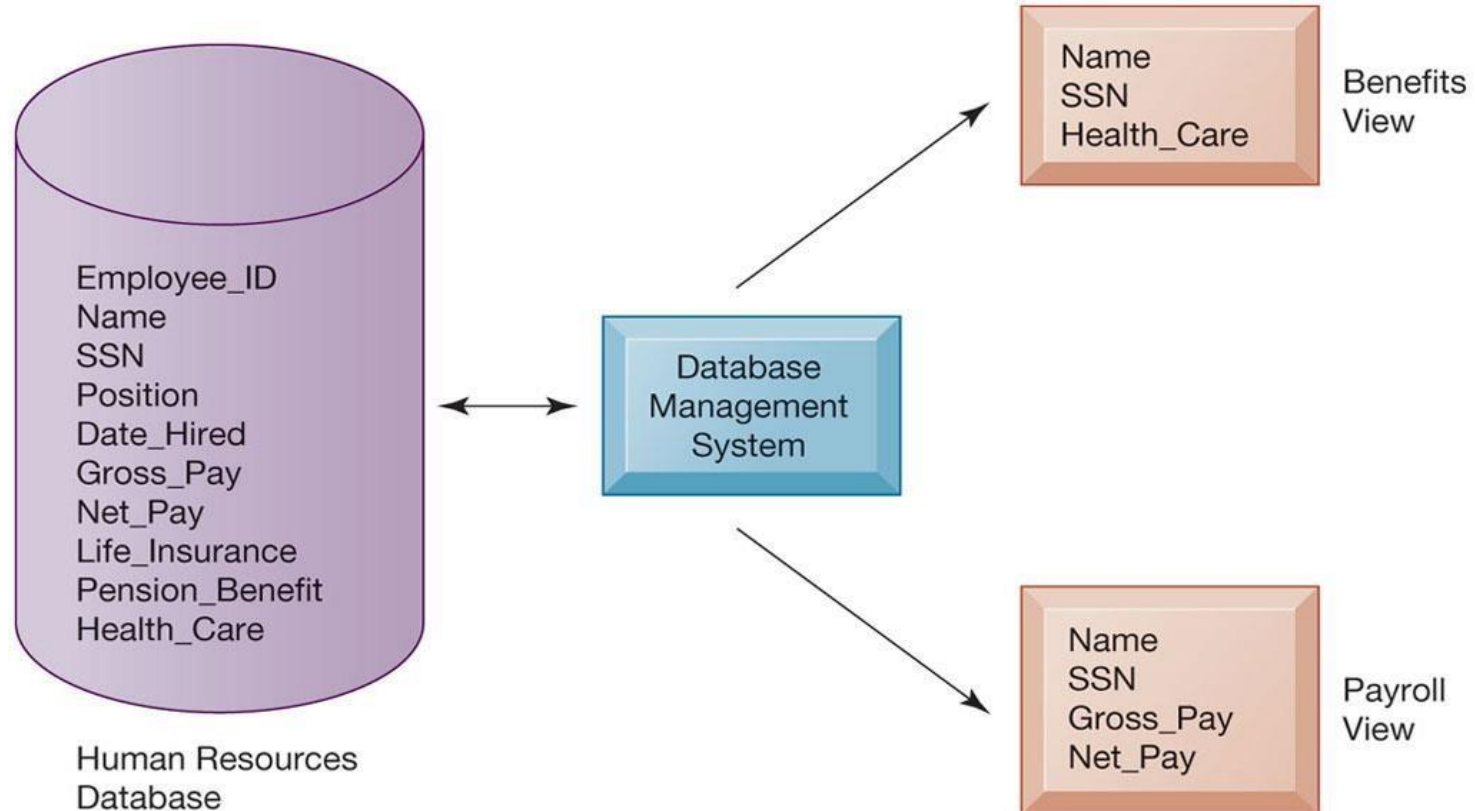 Employee_ID
Name
SSN
Position
Date_Hired
Gross_Pay
Net_Pay
Life_Insurance
Pension_Benefit
Health_Care
Human Resources
Database
Database
Management
System
Name
SSN
Health_Care
Benefits
View
Name
SSN
Gross_Pay
Net_Pay
Payroll
View